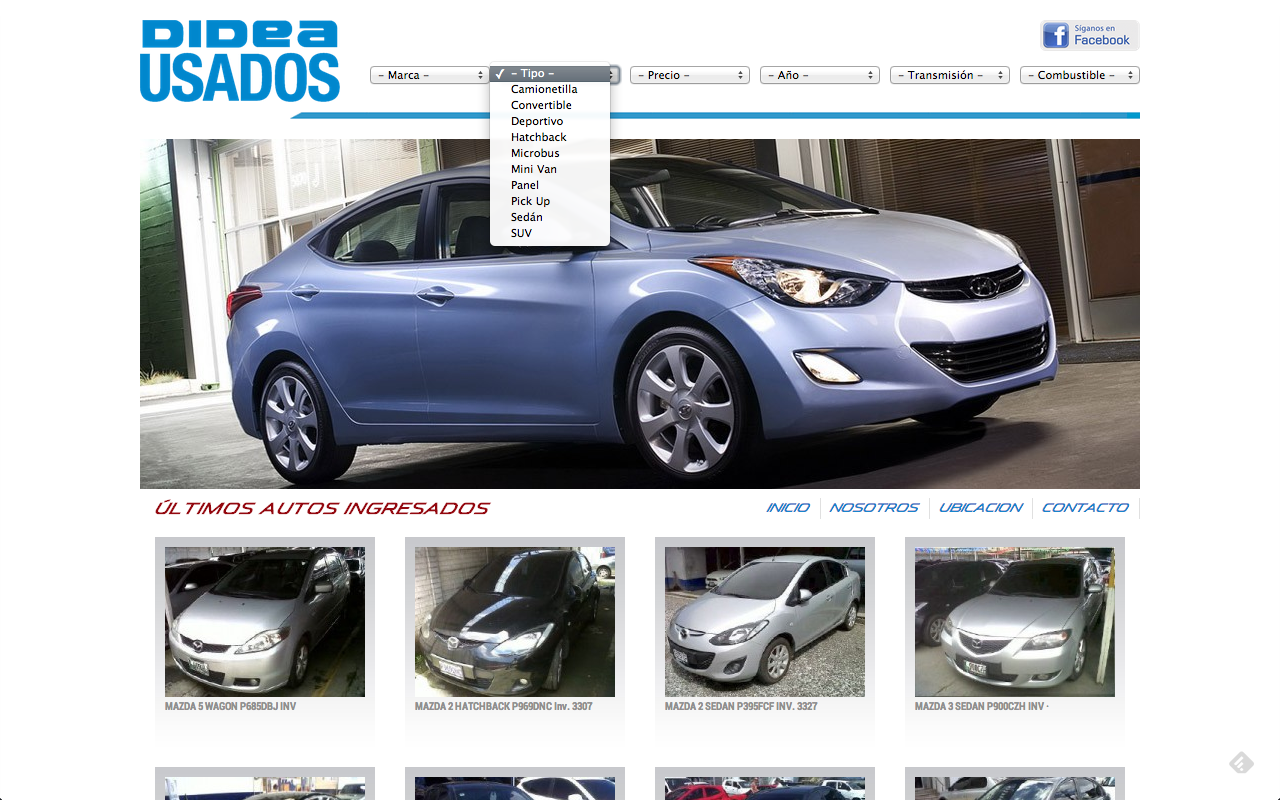 DIDEA
USADOS
Síganos en
Facebook
- Marca -
- Tipo -
- Precio -
- Año -
- Transmisión -
- Combustible -
Camionetilla
Convertible
Deportivo
Hatchback
Microbus
Mini Van
Panel
Pick Up
Sedán
SUV
ÚLTIMOS AUTOS INGRESADOS
INICIO
NOSOTROS
UBICACION
CONTACTO
MAZDA 5 WAGON P685DBJ INV
MAZDA 2 HATCHBACK P969DNC Inv. 3307
MAZDA 2 SEDAN P395FCF INV. 3327
MAZDA 3 SEDAN P900CZH INV ·